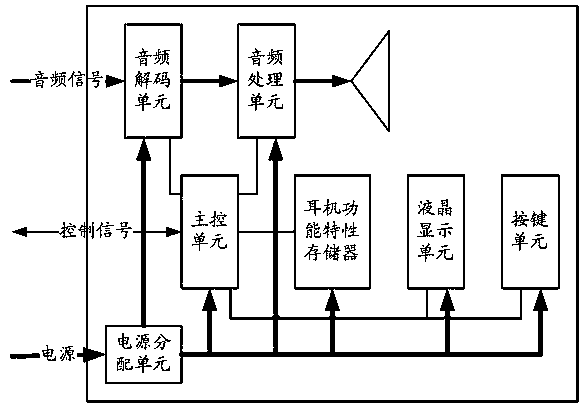 音频
解码
单元
音频
处理
单元
音频信号
主控
单元
耳机功
能特性
存储器
液晶
显示
单元
按键
单元
控制信号
电源分
配单元
电源